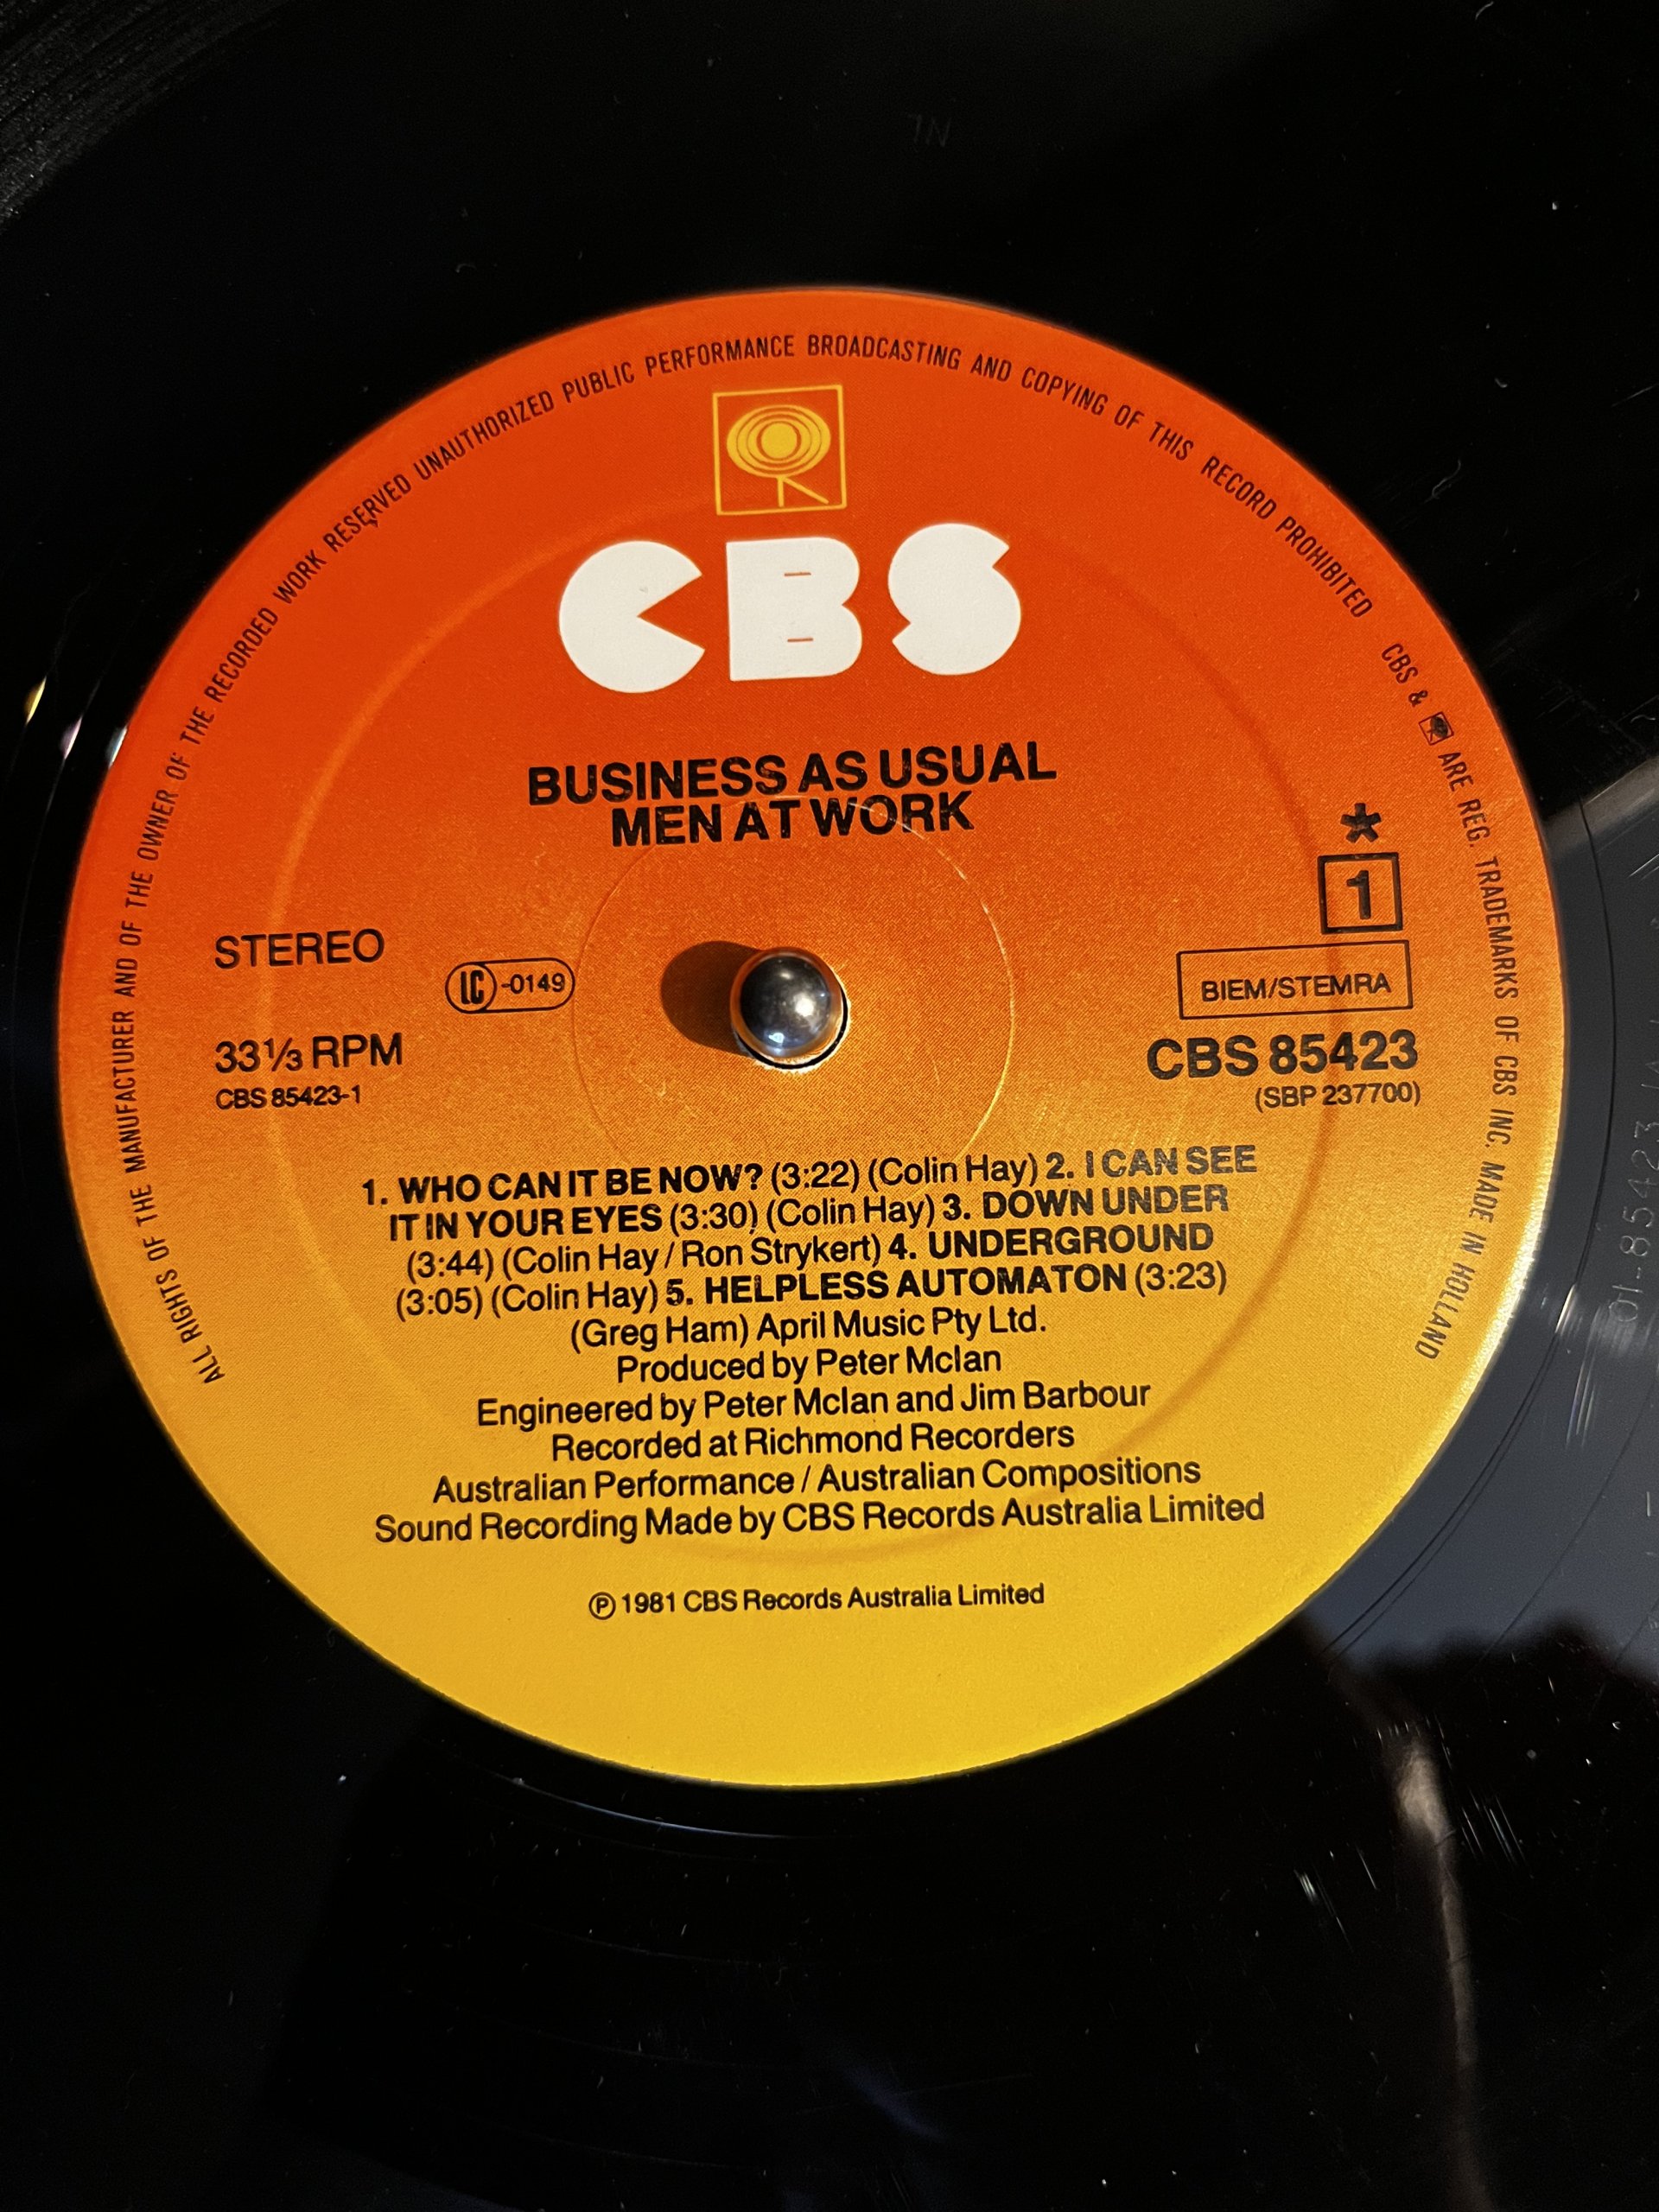 ALL RIGHTS OF THE MANUFACTURER AND OF THE OWNER OF THE RECORDED WORK RESERVED UNAUTHORIZED PUBLIC PERFORMANCE BROADCASTING AND COPYING OF THIS RECORD PROHIBITED CBS & ARE REG. TRADEMARKS OF CBS INC. MADE IN HOLLAND
CBS
BUSINESS AS USUAL
MEN AT WORK
*
1
STEREO
LC-0149
BIEM/STEMRA
33⅓ RPM
CBS 85423
CBS 85423-1
(SBP 237700)
1. WHO CAN IT BE NOW? (3:22) (Colin Hay) 2. I CAN SEE
IT IN YOUR EYES (3:30) (Colin Hay) 3. DOWN UNDER
(3:44) (Colin Hay / Ron Strykert) 4. UNDERGROUND
(3:05) (Colin Hay) 5. HELPLESS AUTOMATON (3:23)
(Greg Ham) April Music Pty Ltd.
Produced by Peter McIan
Engineered by Peter McIan and Jim Barbour
Recorded at Richmond Recorders
Australian Performance / Australian Compositions
Sound Recording Made by CBS Records Australia Limited
℗ 1981 CBS Records Australia Limited
01-85423